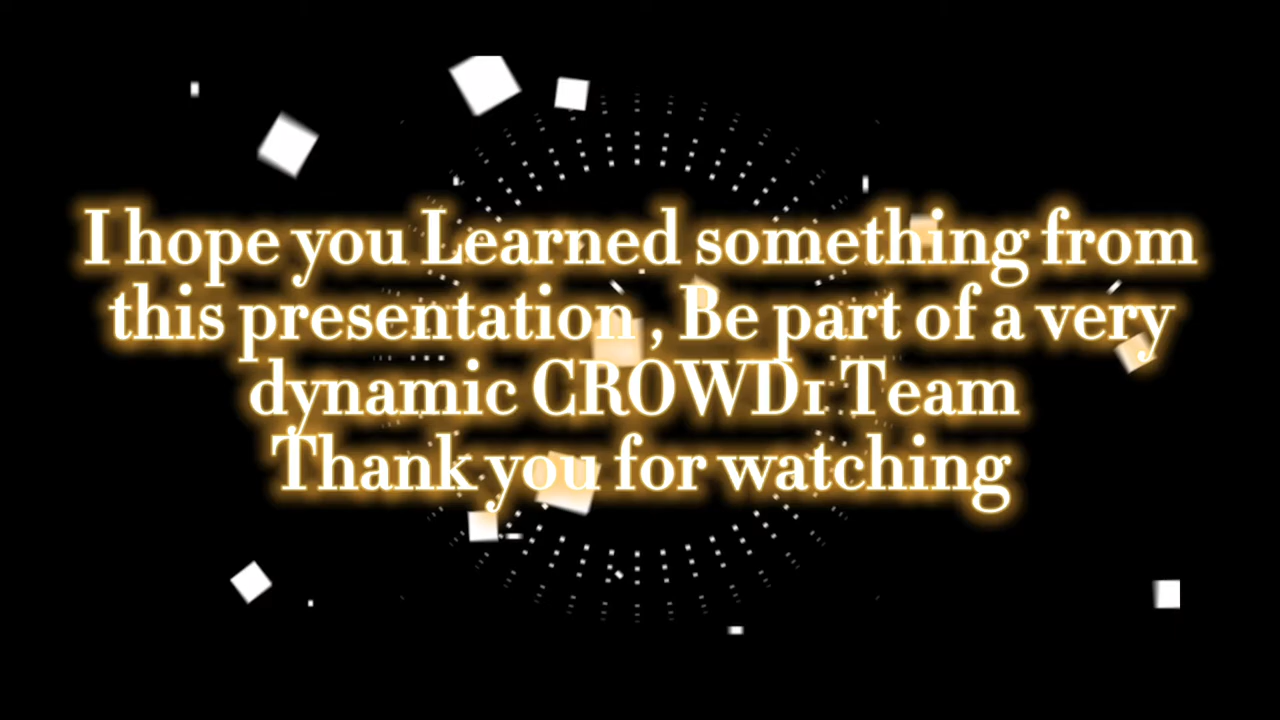 I hope you Learned something from
this presentation , Be part of a very
dynamic CROWD1 Team
Thank you for watching